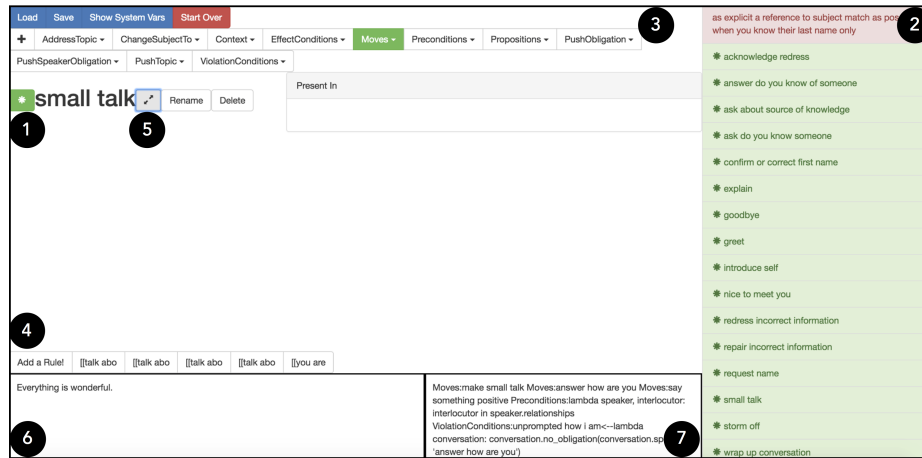 Load Save Show System Vars Start Over
3
as explicit a reference to subject match as pos
when you know their last name only
2
+ AddressTopic ChangeSubjectTo Context EffectConditions Moves Preconditions Propositions PushObligation
PushSpeakerObligation PushTopic ViolationConditions
small talk Rename Delete
1
5
Present In
4
Add a Rule! [[talk abo [[talk abo [[talk abo [[talk abo [[you are
Everything is wonderful.
6
Moves:make small talk Moves:answer how are you Moves:say
something positive Preconditions:lambda speaker, interlocutor:
interlocutor in speaker.relationships
ViolationConditions:unprompted how i am<--lambda
conversation: conversation.no_obligation(conversation.sp
'answer how are you')
7
acknowledge redress
answer do you know of someone
ask about source of knowledge
ask do you know someone
confirm or correct first name
explain
goodbye
greet
introduce self
nice to meet you
redress incorrect information
repair incorrect information
request name
small talk
storm off
wrap up conversation